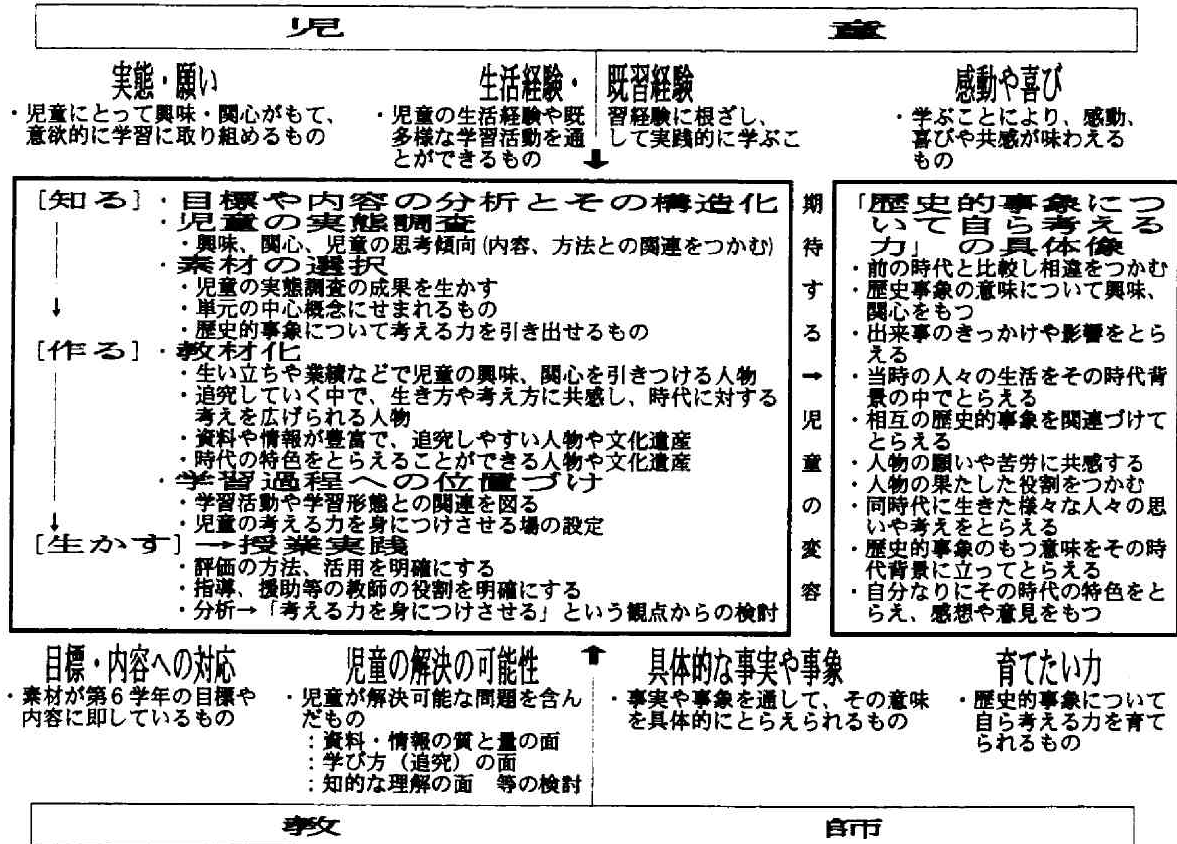 児童
実態・願い
・児童にとって興味・関心がもて、
意欲的に学習に取り組めるもの
生活経験・既習経験
・児童の生活経験や既習経験に根ざし、
多様な学習活動を通して実践的に学ぶこ
とができるもの
感動や喜び
・学ぶことにより、感動、
喜びや共感が味わえる
もの
[知る]・目標や内容の分析とその構造化
・児童の実態調査
・興味、関心、児童の思考傾向(内容、方法との関連をつかむ)
・素材の選択
・児童の実態調査の成果を生かす
・単元の中心概念にせまれるもの
・歴史的事象について考える力を引き出せるもの
[作る]・教材化
・生い立ちや業績などで児童の興味、関心を引きつける人物
・追究していく中で、生き方や考え方に共感し、時代に対する
考えを広げられる人物
・資料や情報が豊富で、追究しやすい人物や文化遺産
・時代の特色をとらえることができる人物や文化遺産
・学習過程への位置づけ
・学習活動や学習形態との関連を図る
・児童の考える力を身につけさせる場の設定
[生かす]→授業実践
・評価の方法、活用を明確にする
・指導、援助等の教師の役割を明確にする
・分析→「考える力を身につけさせる」という観点からの検討
期待する→児童の変容
「歴史的事象につ
いて自ら考える
力」の具体像
・前の時代と比較し相違をつかむ
・歴史事象の意味について興味、
関心をもつ
・出来事のきっかけや影響をとら
える
・当時の人々の生活をその時代背
景の中でとらえる
・相互の歴史的事象を関連づけて
とらえる
・人物の願いや苦労に共感する
・人物の果たした役割をつかむ
・同時代に生きた様々な人々の思
いや考えをとらえる
・歴史的事象のもつ意味をその時
代背景に立ってとらえる
・自分なりにその時代の特色をと
らえ、感想や意見をもつ
目標・内容への対応
・素材が第6学年の目標や
内容に即しているもの
児童の解決の可能性
・児童が解決可能な問題を含ん
だもの
：資料・情報の質と量の面
：学び方（追究）の面
：知的な理解の面 等の検討
具体的な事実や事象
・事実や事象を通して、その意味
を具体的にとらえられるもの
育てたい力
・歴史的事象について
自ら考える力を育て
られるもの
教師